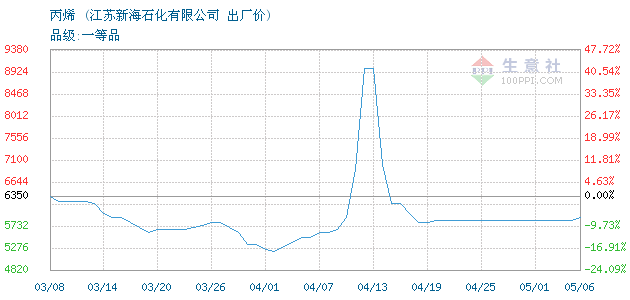 丙烯 (江苏新海石化有限公司 出厂价)
品级:一等品
9380 47.72%
8924 40.54%
8468 33.35%
8012 26.17%
7556 18.99%
7100 11.81%
6644 4.63%
6350 0.00%
5732 -9.73%
5276 -16.91%
4820 -24.09%
生意社
100PPI.COM
03/08 03/14 03/20 03/26 04/01 04/07 04/13 04/19 04/25 05/01 05/06